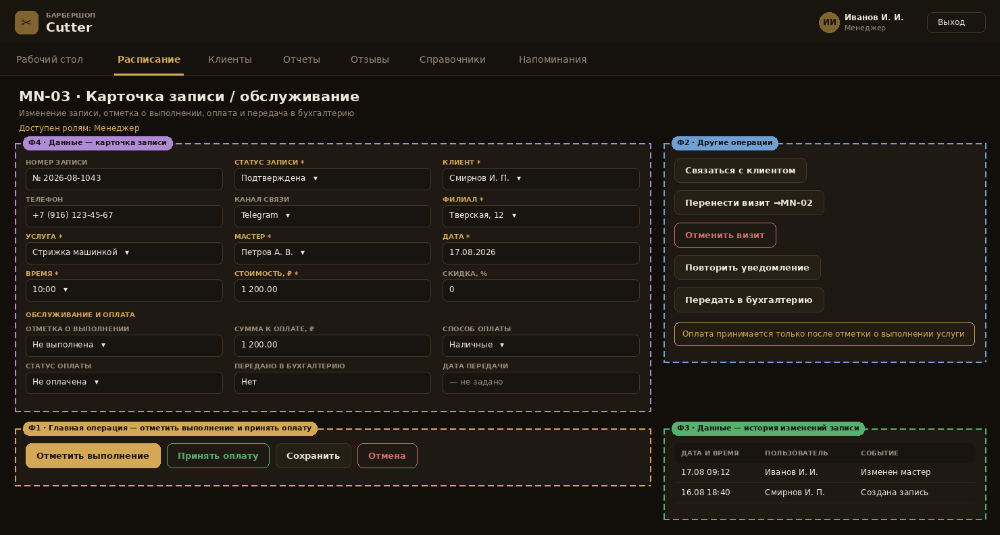 ✂
БАРБЕРШОП
Cutter
ИИ
Иванов И. И.
Менеджер
Выход
Рабочий стол
Расписание
Клиенты
Отчеты
Отзывы
Справочники
Напоминания
MN-03 · Карточка записи / обслуживание
Изменение записи, отметка о выполнении, оплата и передача в бухгалтерию
Доступен ролям: Менеджер
Ф4 · Данные — карточка записи
НОМЕР ЗАПИСИ
№ 2026-08-1043
СТАТУС ЗАПИСИ *
Подтверждена ▾
КЛИЕНТ *
Смирнов И. П. ▾
ТЕЛЕФОН
+7 (916) 123-45-67
КАНАЛ СВЯЗИ
Telegram ▾
ФИЛИАЛ *
Тверская, 12 ▾
УСЛУГА *
Стрижка машинкой ▾
МАСТЕР *
Петров А. В. ▾
ДАТА *
17.08.2026
ВРЕМЯ *
10:00 ▾
СТОИМОСТЬ, ₽ *
1 200.00
СКИДКА, %
0
ОБСЛУЖИВАНИЕ И ОПЛАТА
ОТМЕТКА О ВЫПОЛНЕНИИ
Не выполнена ▾
СУММА К ОПЛАТЕ, ₽
1 200.00
СПОСОБ ОПЛАТЫ
Наличные ▾
СТАТУС ОПЛАТЫ
Не оплачена ▾
ПЕРЕДАНО В БУХГАЛТЕРИЮ
Нет
ДАТА ПЕРЕДАЧИ
— не задано
Ф2 · Другие операции
Связаться с клиентом
Перенести визит →MN-02
Отменить визит
Повторить уведомление
Передать в бухгалтерию
Оплата принимается только после отметки о выполнении услуги
Ф1 · Главная операция — отметить выполнение и принять оплату
Отметить выполнение
Принять оплату
Сохранить
Отмена
Ф3 · Данные — история изменений записи
ДАТА И ВРЕМЯ ПОЛЬЗОВАТЕЛЬ СОБЫТИЕ
17.08 09:12 Иванов И. И. Изменен мастер
16.08 18:40 Смирнов И. П. Создана запись